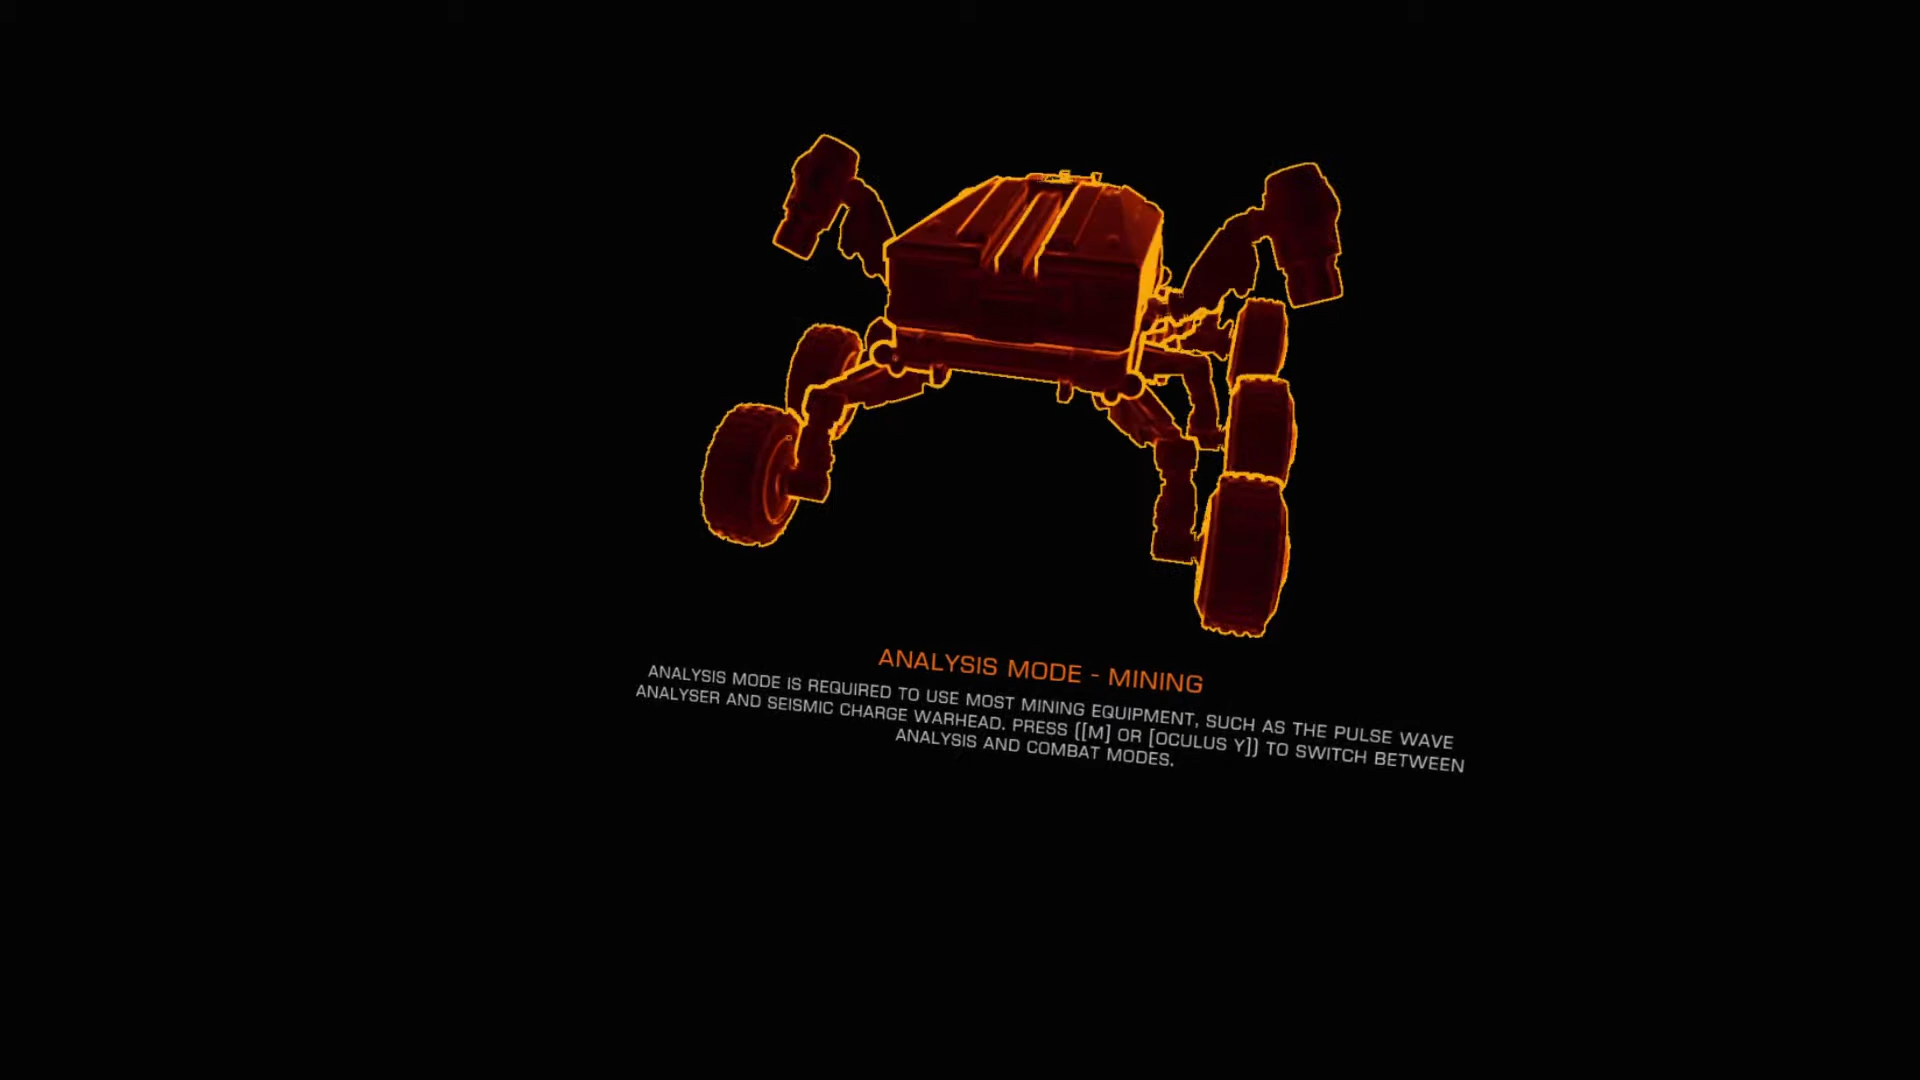 ANALYSIS MODE - MINING
ANALYSIS MODE IS REQUIRED TO USE MOST MINING EQUIPMENT, SUCH AS THE PULSE WAVE
ANALYSER AND SEISMIC CHARGE WARHEAD. PRESS ([M] OR [OCULUS Y]) TO SWITCH BETWEEN
ANALYSIS AND COMBAT MODES.